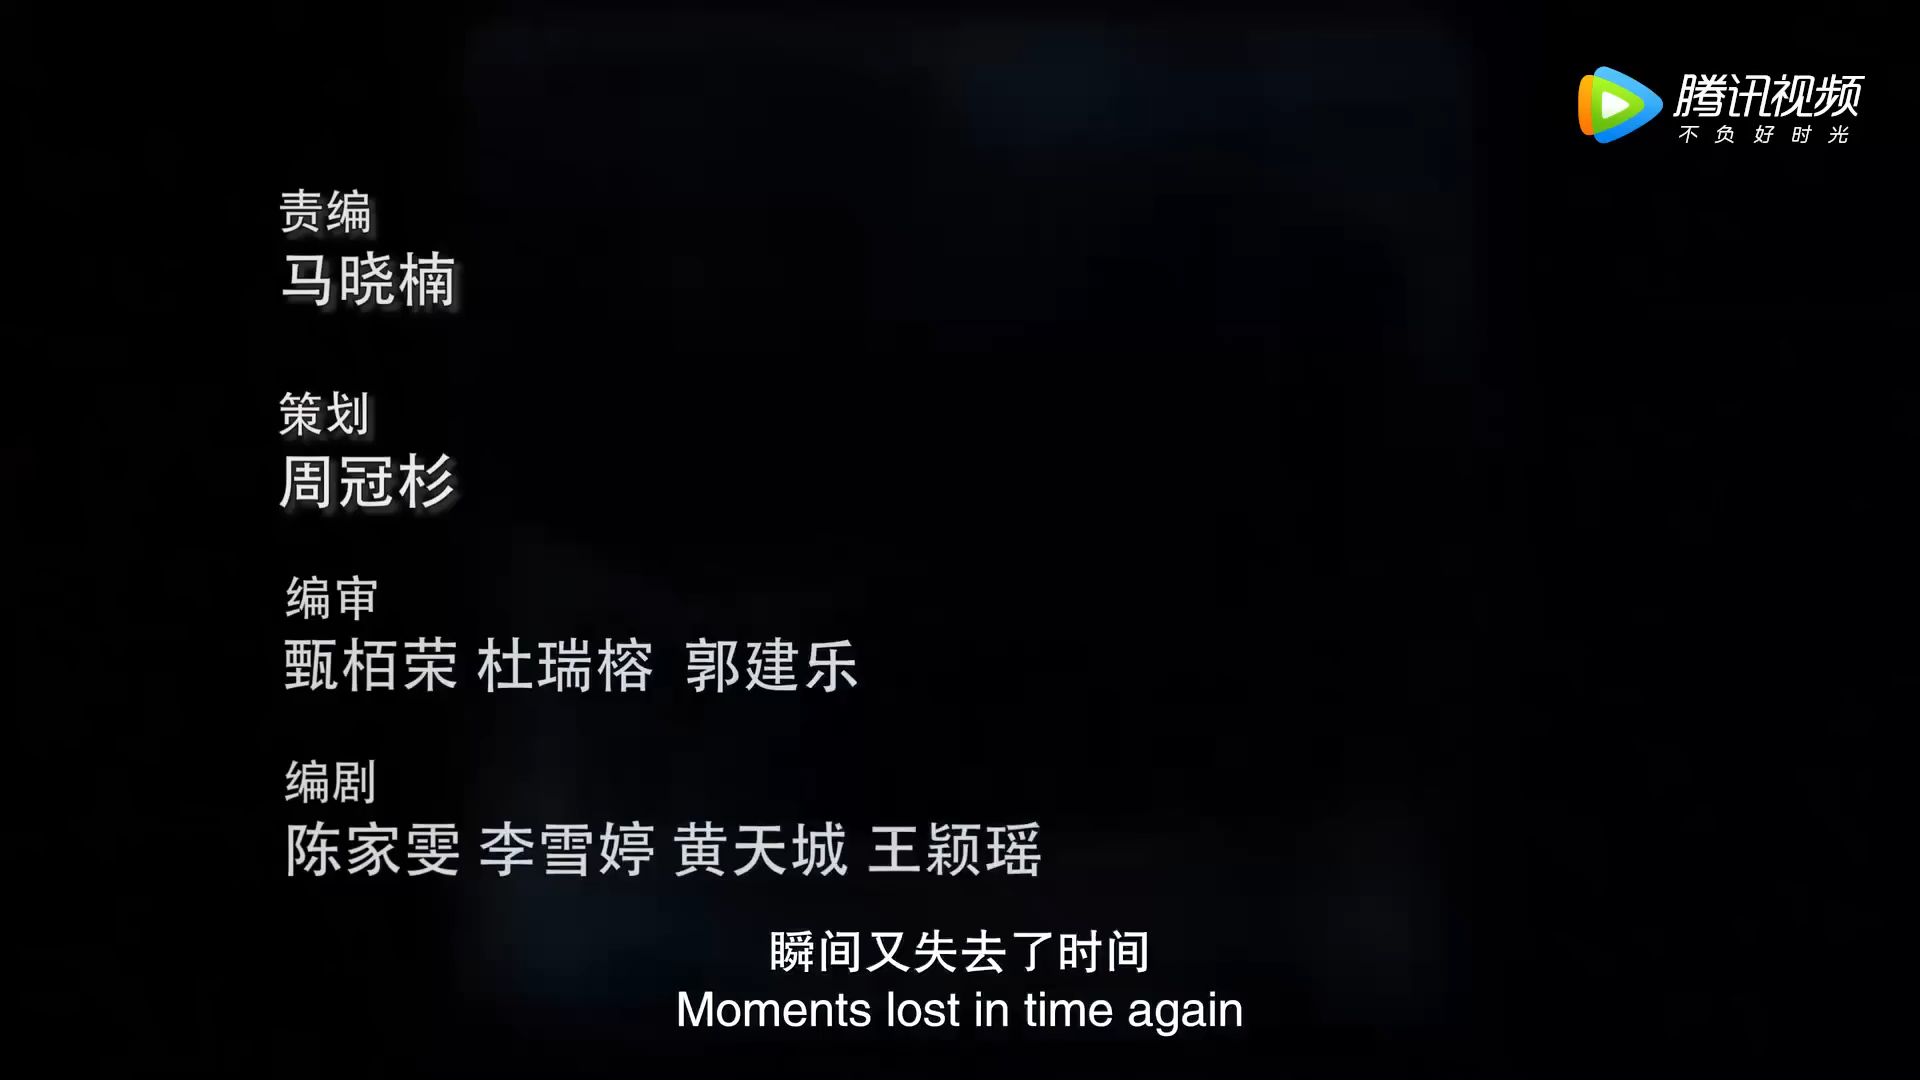 腾讯视频
不负好时光
责编
马晓楠
策划
周冠杉
编审
甄栢荣 杜瑞榕 郭建乐
编剧
陈家雯 李雪婷 黄天城 王颖瑶
瞬间又失去了时间
Moments lost in time again